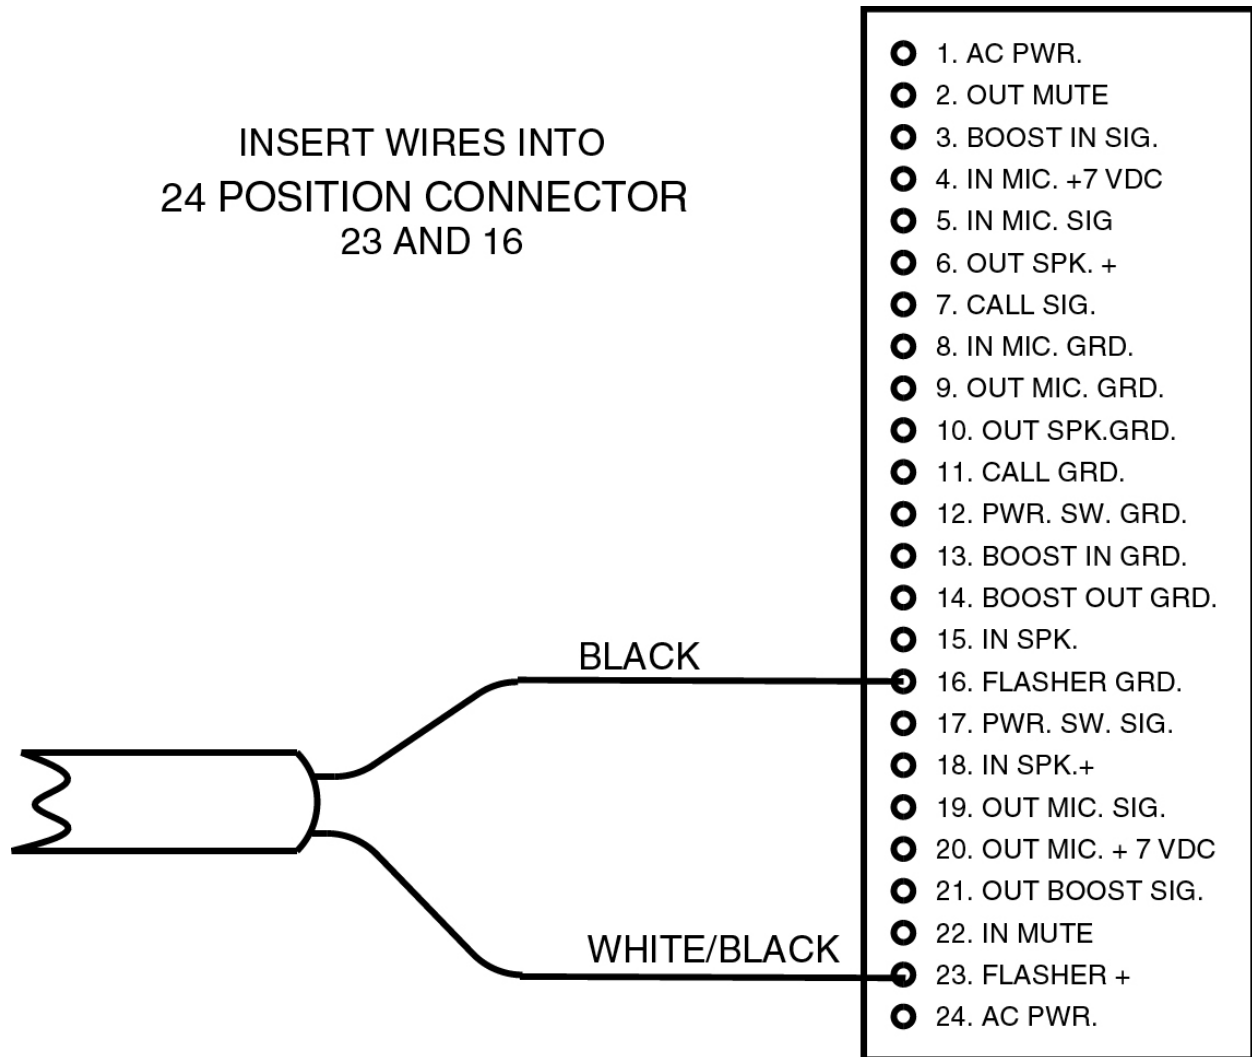 INSERT WIRES INTO
24 POSITION CONNECTOR
23 AND 16
1. AC PWR.
2. OUT MUTE
3. BOOST IN SIG.
4. IN MIC. +7 VDC
5. IN MIC. SIG
6. OUT SPK. +
7. CALL SIG.
8. IN MIC. GRD.
9. OUT MIC. GRD.
10. OUT SPK.GRD.
11. CALL GRD.
12. PWR. SW. GRD.
13. BOOST IN GRD.
14. BOOST OUT GRD.
15. IN SPK.
16. FLASHER GRD.
17. PWR. SW. SIG.
18. IN SPK.+
19. OUT MIC. SIG.
20. OUT MIC. + 7 VDC
21. OUT BOOST SIG.
22. IN MUTE
23. FLASHER +
24. AC PWR.
BLACK
WHITE/BLACK